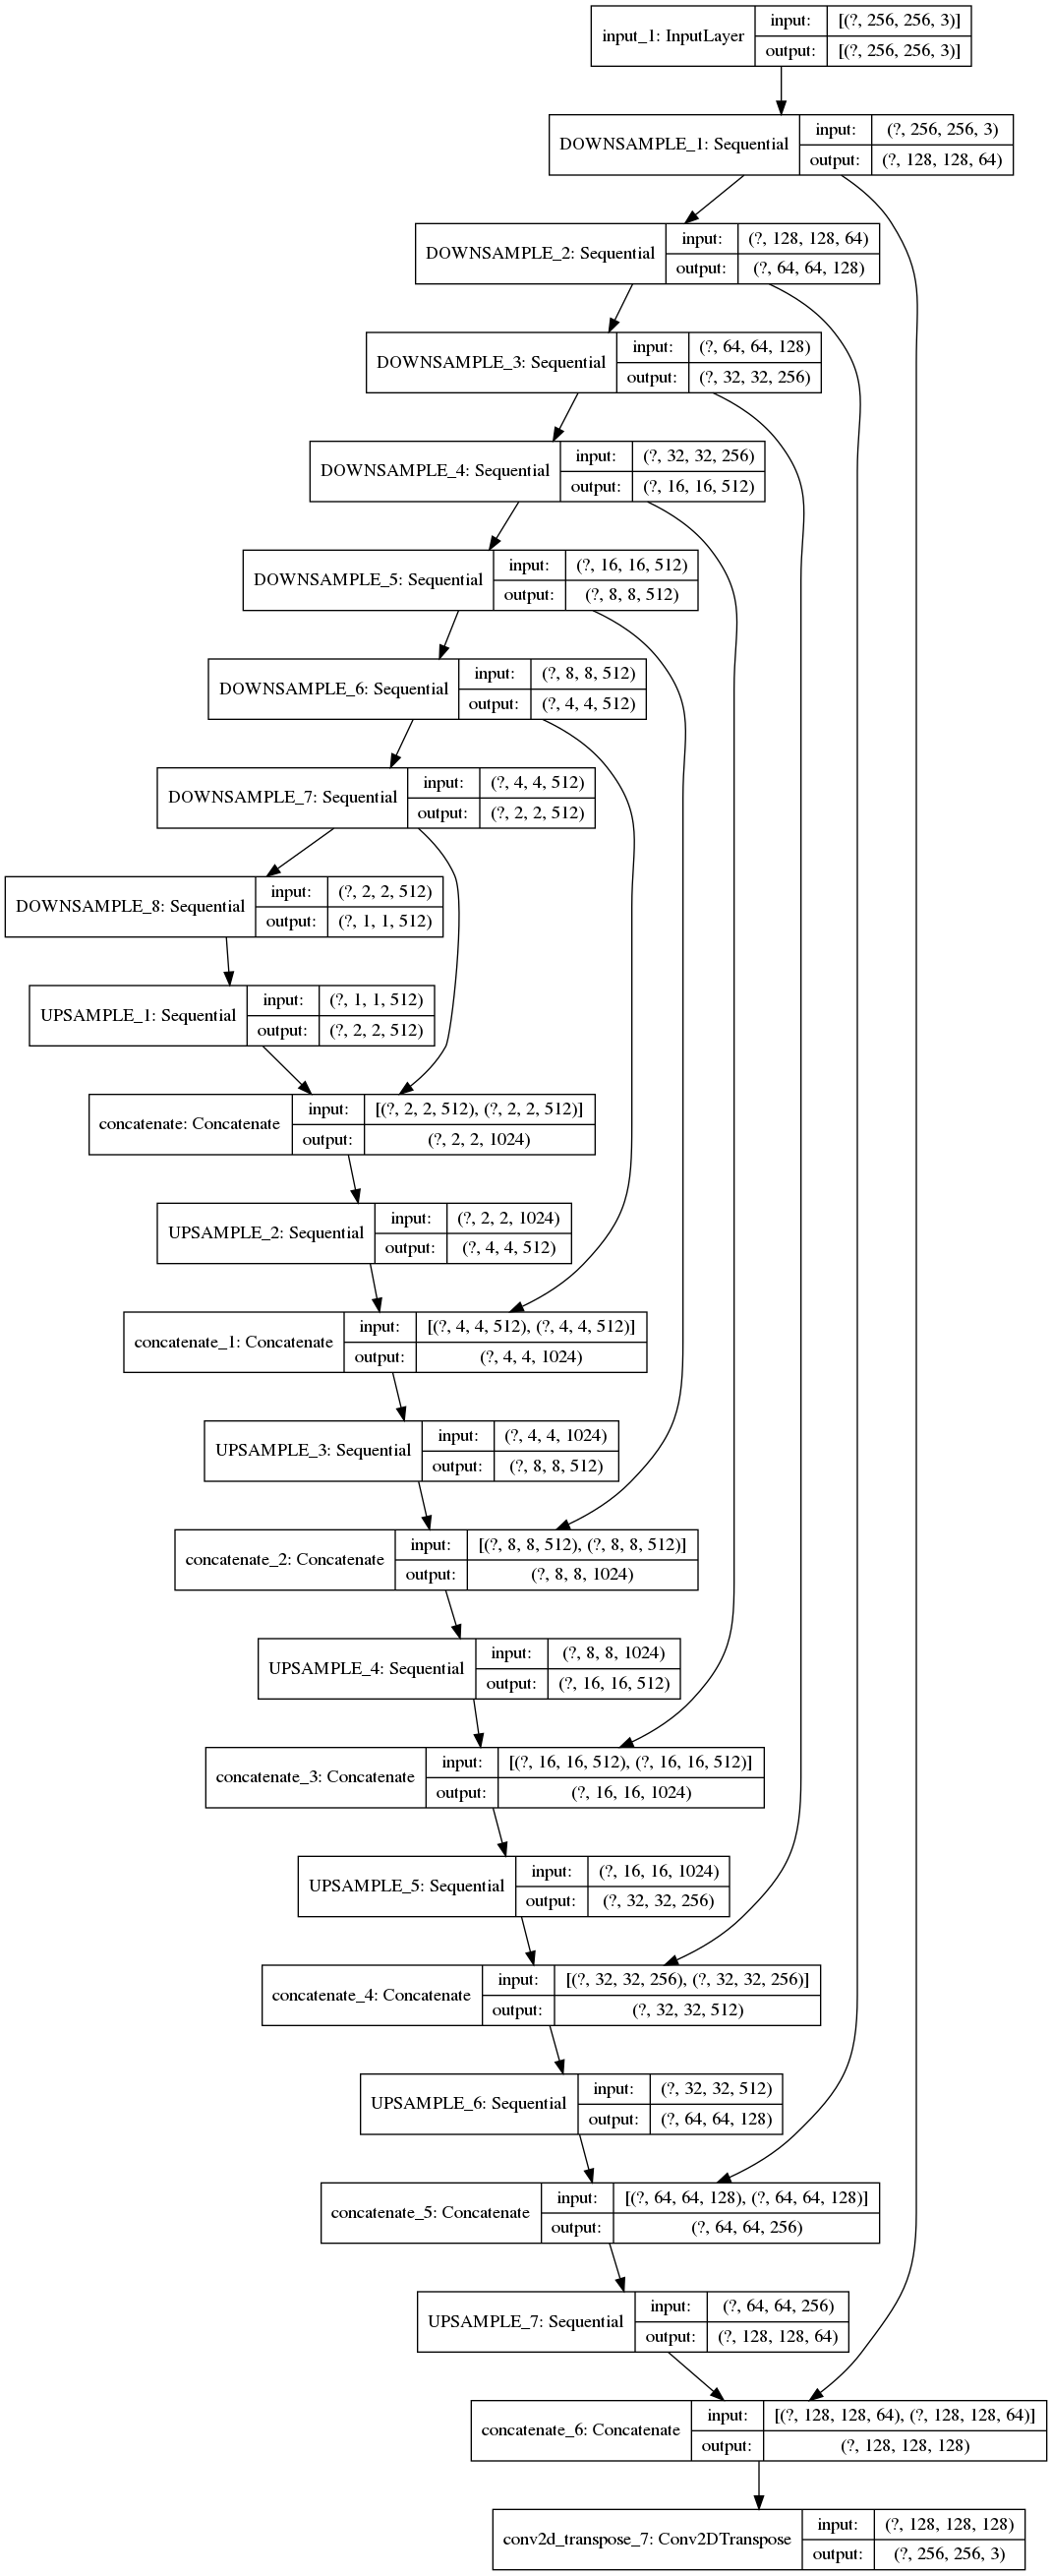 input_1: InputLayer
input: [(?, 256, 256, 3)]
output: [(?, 256, 256, 3)]
DOWNSAMPLE_1: Sequential
input: (?, 256, 256, 3)
output: (?, 128, 128, 64)
DOWNSAMPLE_2: Sequential
input: (?, 128, 128, 64)
output: (?, 64, 64, 128)
DOWNSAMPLE_3: Sequential
input: (?, 64, 64, 128)
output: (?, 32, 32, 256)
DOWNSAMPLE_4: Sequential
input: (?, 32, 32, 256)
output: (?, 16, 16, 512)
DOWNSAMPLE_5: Sequential
input: (?, 16, 16, 512)
output: (?, 8, 8, 512)
DOWNSAMPLE_6: Sequential
input: (?, 8, 8, 512)
output: (?, 4, 4, 512)
DOWNSAMPLE_7: Sequential
input: (?, 4, 4, 512)
output: (?, 2, 2, 512)
DOWNSAMPLE_8: Sequential
input: (?, 2, 2, 512)
output: (?, 1, 1, 512)
UPSAMPLE_1: Sequential
input: (?, 1, 1, 512)
output: (?, 2, 2, 512)
concatenate: Concatenate
input: [(?, 2, 2, 512), (?, 2, 2, 512)]
output: (?, 2, 2, 1024)
UPSAMPLE_2: Sequential
input: (?, 2, 2, 1024)
output: (?, 4, 4, 512)
concatenate_1: Concatenate
input: [(?, 4, 4, 512), (?, 4, 4, 512)]
output: (?, 4, 4, 1024)
UPSAMPLE_3: Sequential
input: (?, 4, 4, 1024)
output: (?, 8, 8, 512)
concatenate_2: Concatenate
input: [(?, 8, 8, 512), (?, 8, 8, 512)]
output: (?, 8, 8, 1024)
UPSAMPLE_4: Sequential
input: (?, 8, 8, 1024)
output: (?, 16, 16, 512)
concatenate_3: Concatenate
input: [(?, 16, 16, 512), (?, 16, 16, 512)]
output: (?, 16, 16, 1024)
UPSAMPLE_5: Sequential
input: (?, 16, 16, 1024)
output: (?, 32, 32, 256)
concatenate_4: Concatenate
input: [(?, 32, 32, 256), (?, 32, 32, 256)]
output: (?, 32, 32, 512)
UPSAMPLE_6: Sequential
input: (?, 32, 32, 512)
output: (?, 64, 64, 128)
concatenate_5: Concatenate
input: [(?, 64, 64, 128), (?, 64, 64, 128)]
output: (?, 64, 64, 256)
UPSAMPLE_7: Sequential
input: (?, 64, 64, 256)
output: (?, 128, 128, 64)
concatenate_6: Concatenate
input: [(?, 128, 128, 64), (?, 128, 128, 64)]
output: (?, 128, 128, 128)
conv2d_transpose_7: Conv2DTranspose
input: (?, 128, 128, 128)
output: (?, 256, 256, 3)